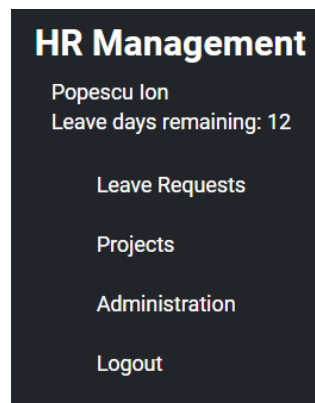 HR Management
Popescu Ion
Leave days remaining: 12
Leave Requests
Projects
Administration
Logout